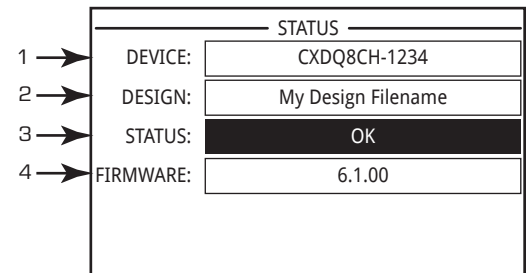 STATUS
1 DEVICE: CXDQ8CH-1234
2 DESIGN: My Design Filename
3 STATUS: OK
4 FIRMWARE: 6.1.00